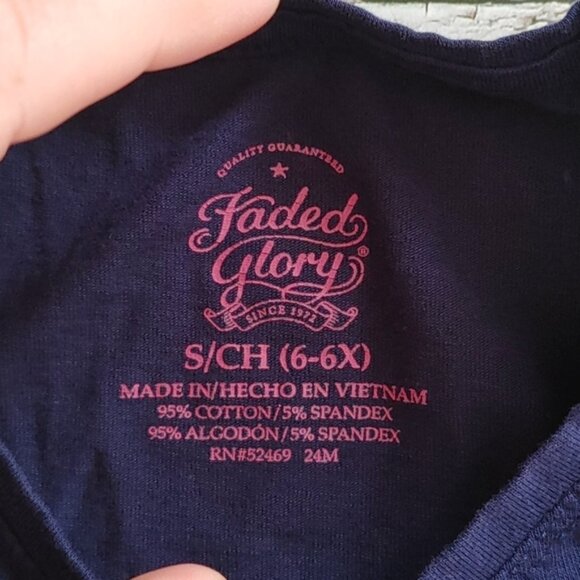 QUALITY GUARANTEED
Faded
Glory®
SINCE 1972
S/CH (6-6X)
MADE IN/HECHO EN VIETNAM
95% COTTON/5% SPANDEX
95% ALGODÓN/5% SPANDEX
RN#52469 24M